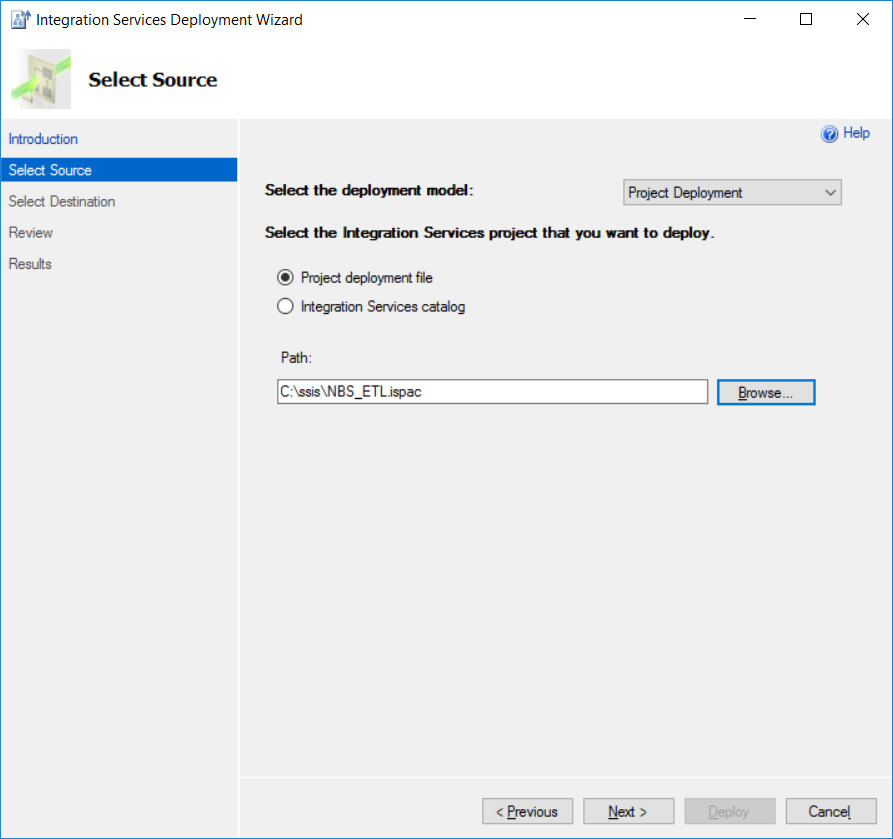 Integration Services Deployment Wizard
Select Source
Introduction
Select Source
Select Destination
Review
Results
Help
Select the deployment model:
Project Deployment
Select the Integration Services project that you want to deploy.
Project deployment file
Integration Services catalog
Path:
C:\ssis\NBS_ETL.ispac
Browse...
< Previous
Next >
Deploy
Cancel